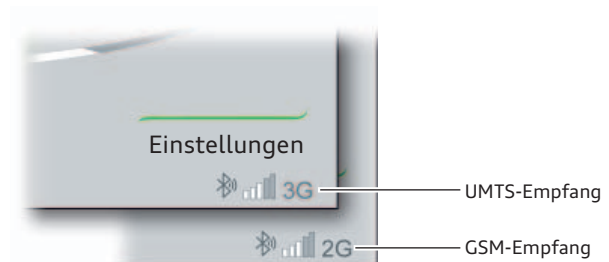 Einstellungen
3G
UMTS-Empfang
2G
GSM-Empfang